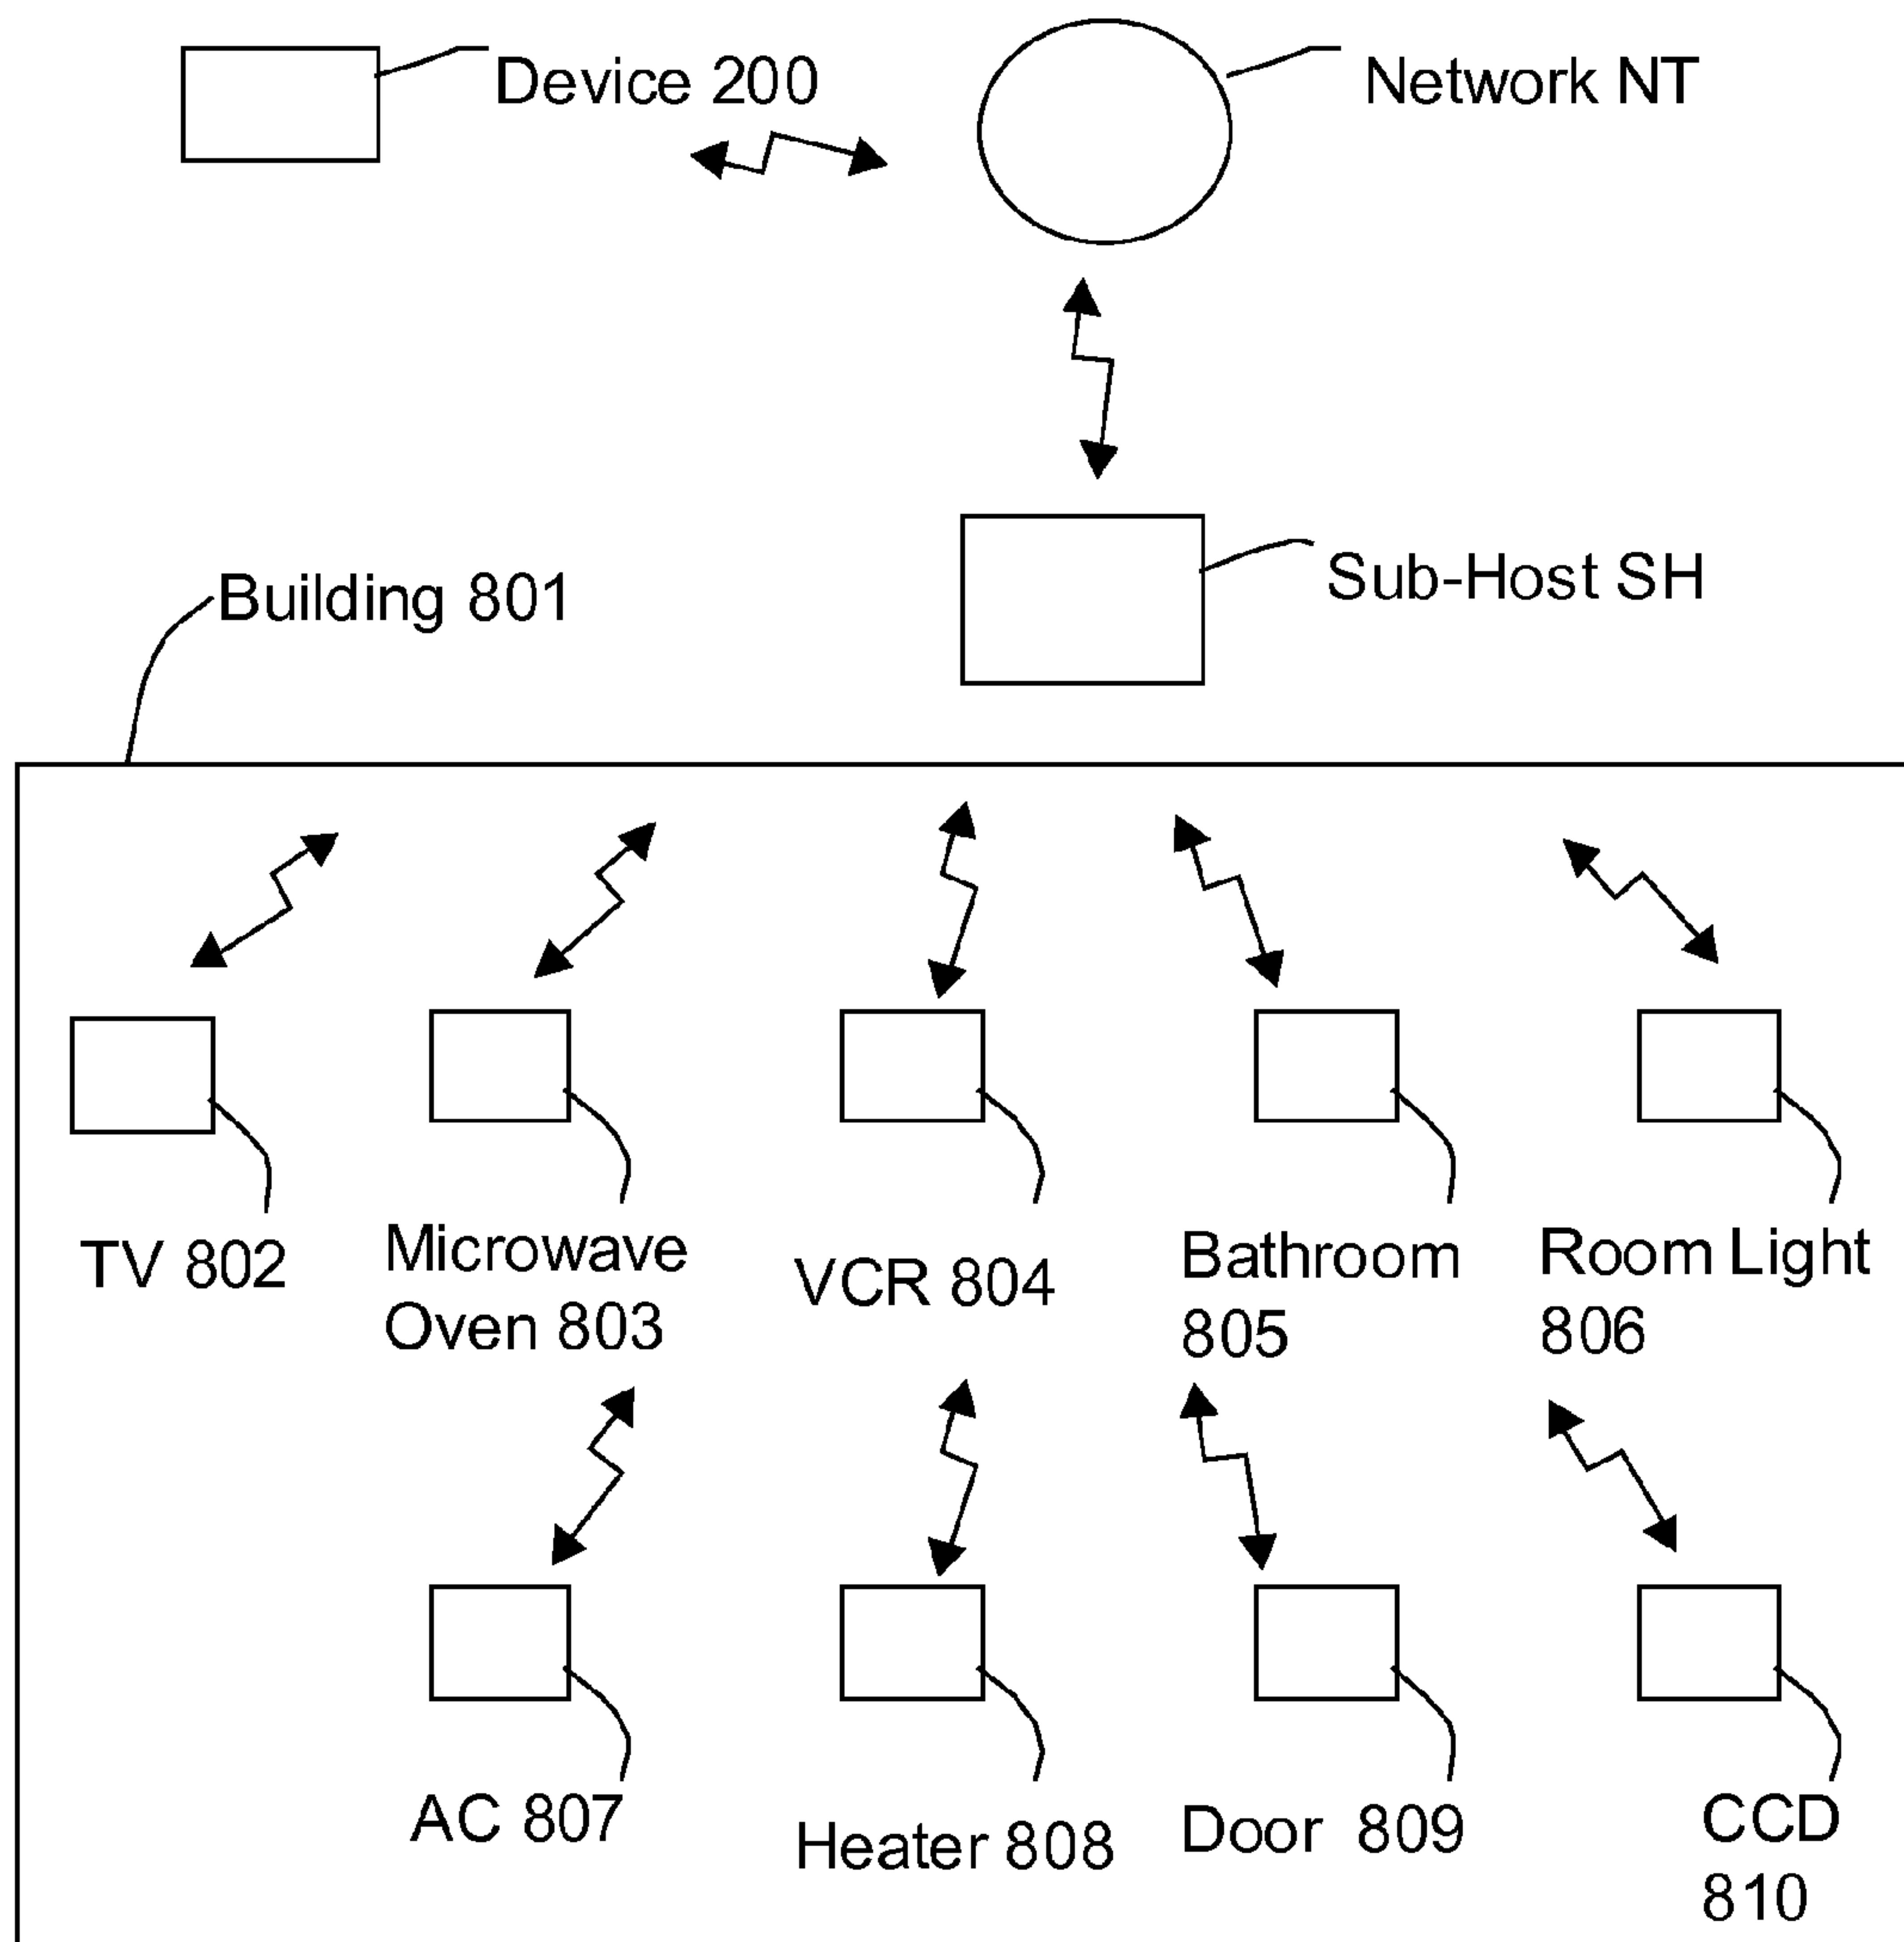 Device 200
Network NT
Sub-Host SH
Building 801
TV 802
Microwave
Oven 803
VCR 804
Bathroom
805
Room Light
806
AC 807
Heater 808
Door 809
CCD
810